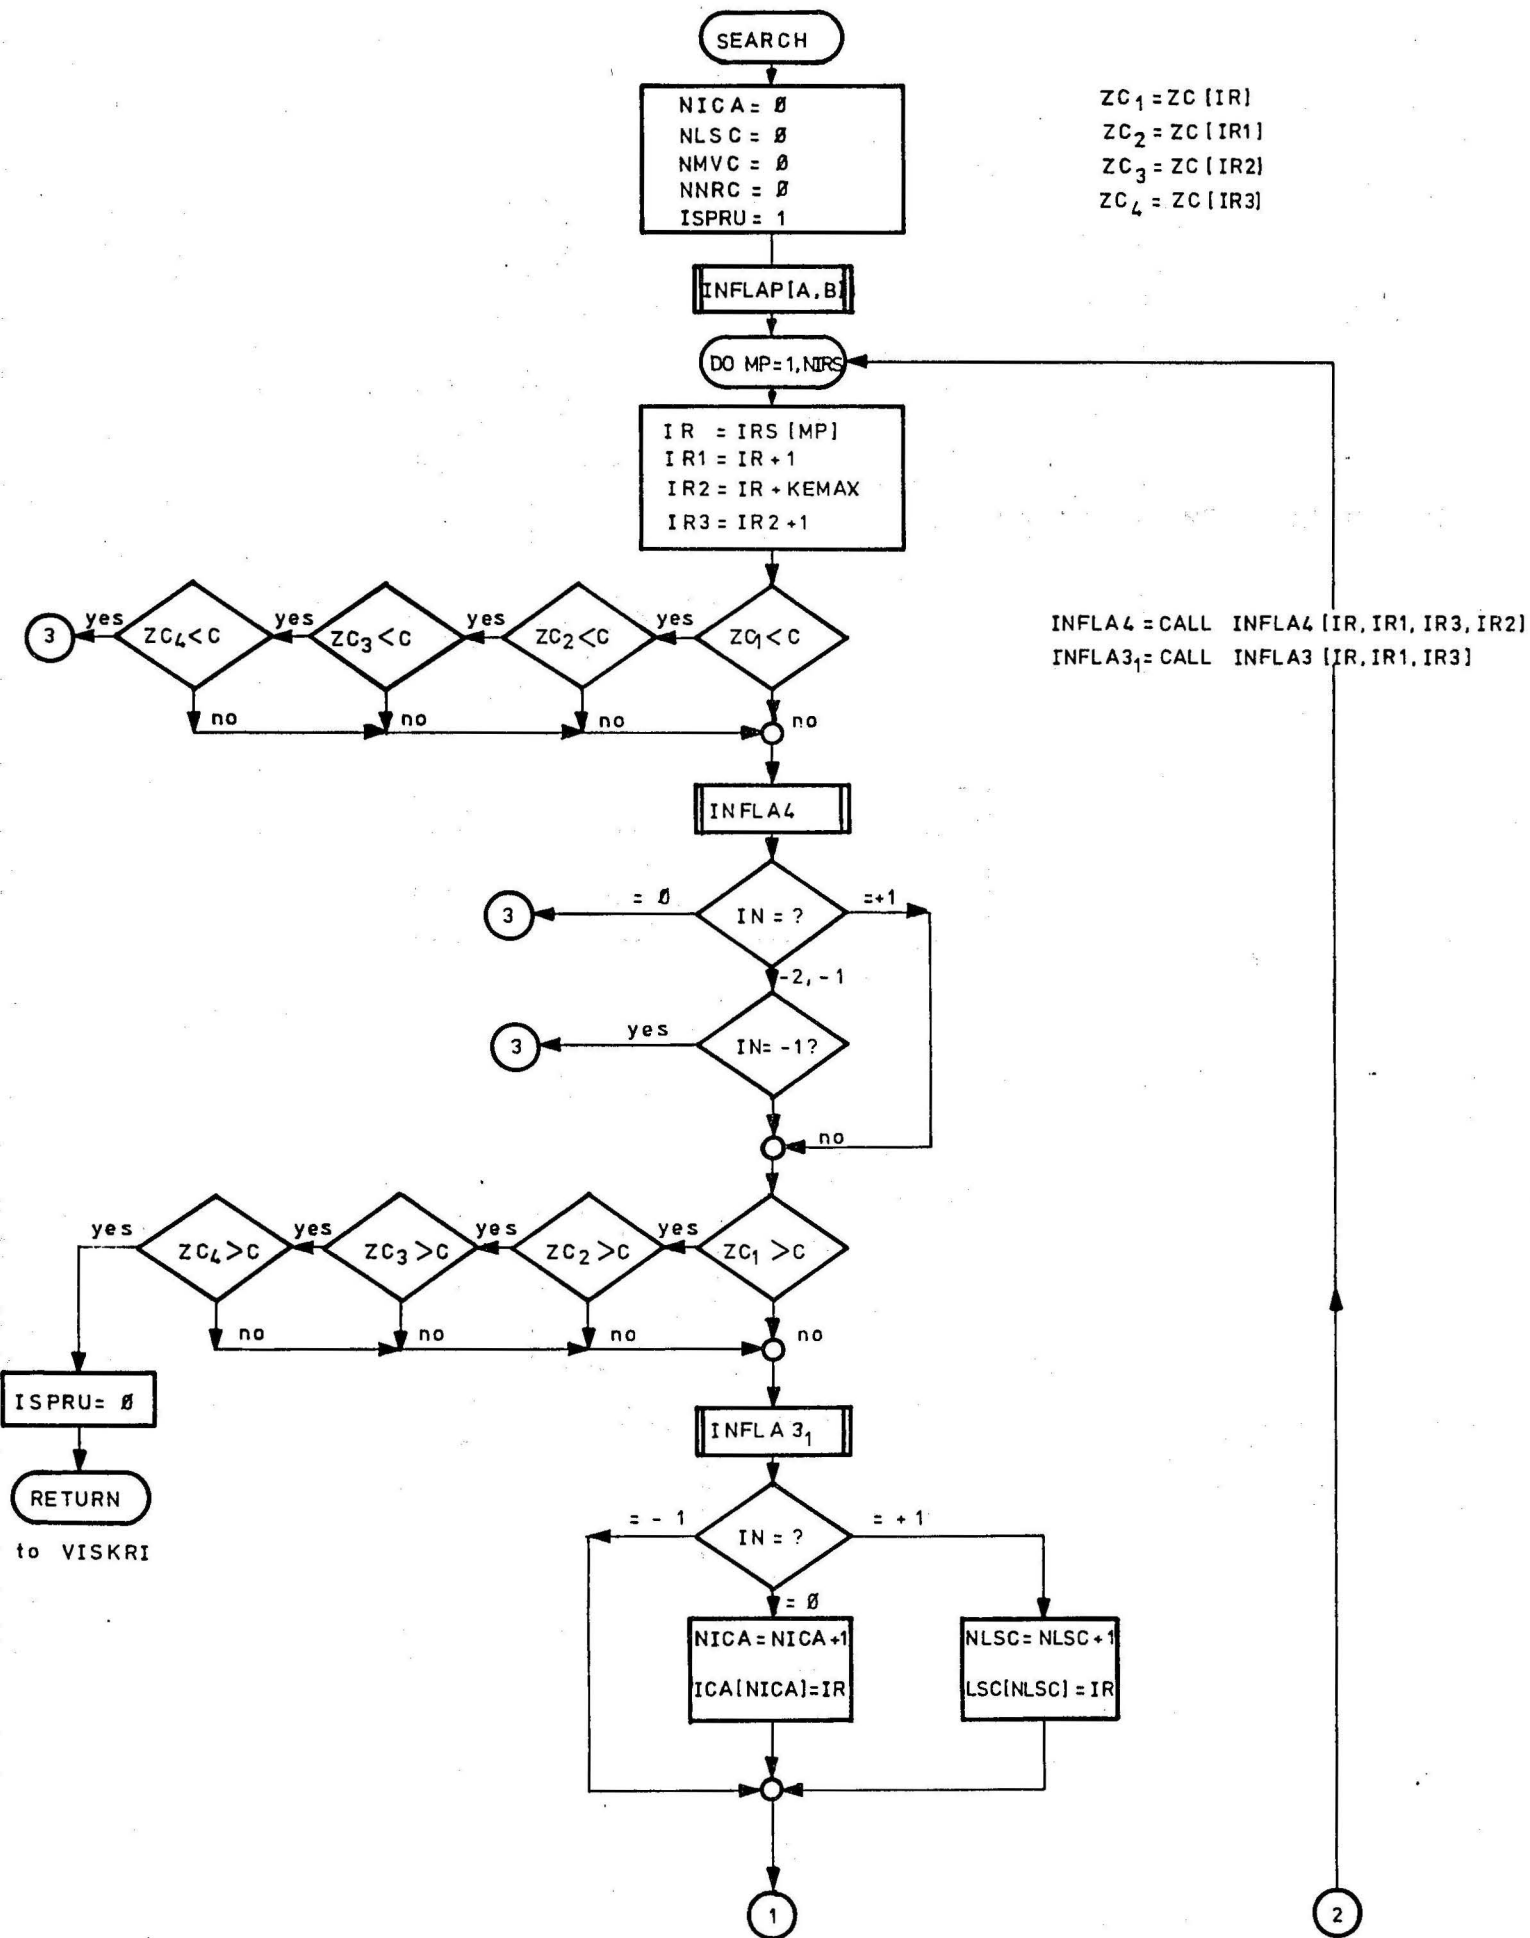 SEARCH
NICA = Ø
NLSC = Ø
NMVC = Ø
NNRC = Ø
ISPRU = 1
ZC₁ = ZC [IR]
ZC₂ = ZC [IR1]
ZC₃ = ZC [IR2]
ZC₄ = ZC [IR3]
INFLAP[A,B]
DO MP=1,NIRS
IR = IRS [MP]
IR1 = IR + 1
IR2 = IR + KEMAX
IR3 = IR2 + 1
3
yes
ZC₄ < C
yes
ZC₃ < C
yes
ZC₂ < C
yes
ZC₁ < C
no
no
no
no
INFLA4 = CALL INFLA4 [IR, IR1, IR3, IR2]
INFLA3₁ = CALL INFLA3 [IR, IR1, IR3]
INFLA4
3
= Ø
IN = ?
=+1
-2, -1
3
yes
IN= -1?
no
yes
ZC₄ > C
yes
ZC₃ > C
yes
ZC₂ > C
yes
ZC₁ > C
no
no
no
no
ISPRU= Ø
RETURN
to VISKRI
INFLA3₁
= - 1
IN = ?
= + 1
= Ø
NICA = NICA +1
ICA[NICA]=IR
NLSC= NLSC + 1
LSC[NLSC] = IR
1
2